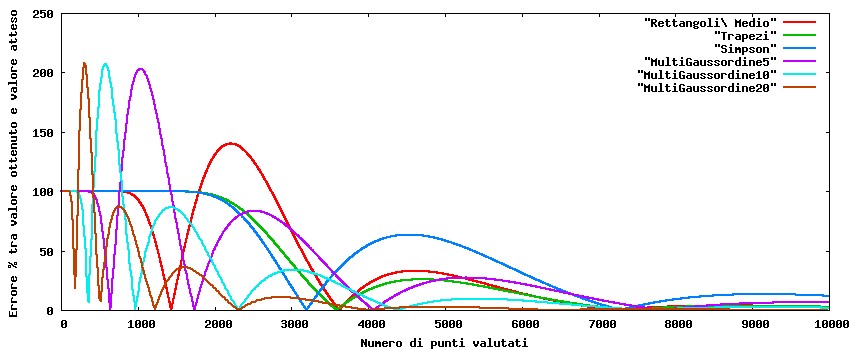 Errore % tra valore ottenuto e valore atteso
250
200
150
100
50
0
"Rettangoli\ Medio"
"Trapezi"
"Simpson"
"MultiGaussordine5"
"MultiGaussordine10"
"MultiGaussordine20"
0 1000 2000 3000 4000 5000 6000 7000 8000 9000 10000
Numero di punti valutati